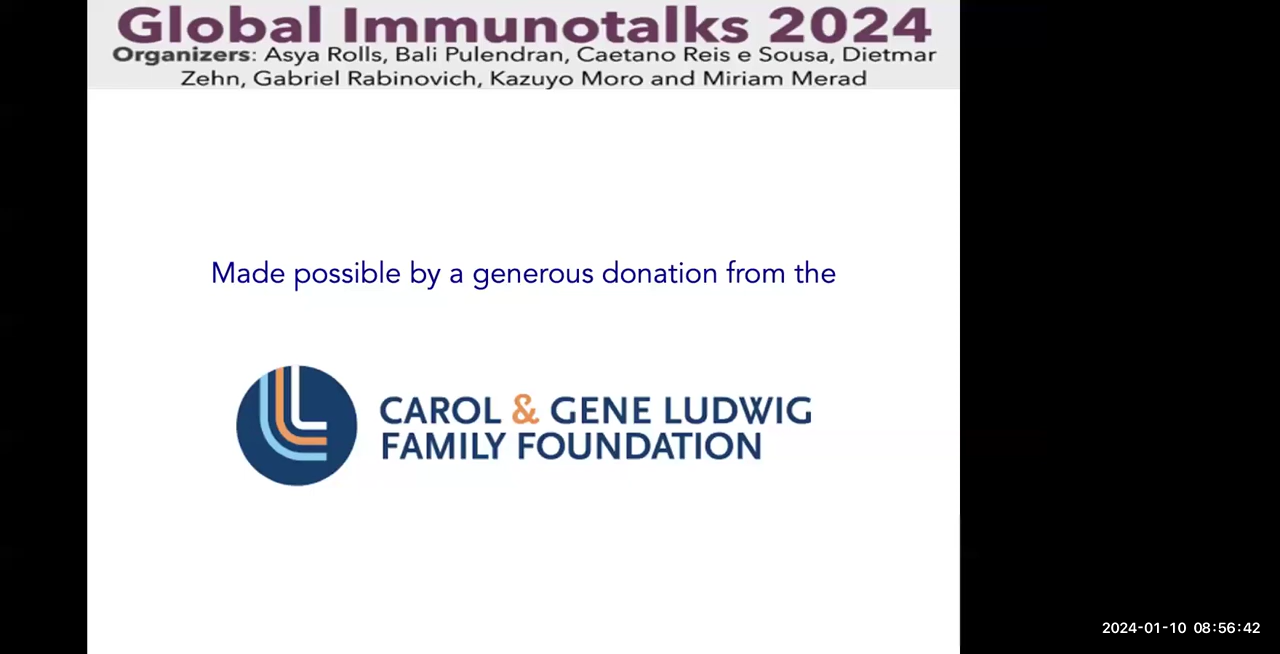 Global Immunotalks 2024
Organizers: Asya Rolls, Bali Pulendran, Caetano Reis e Sousa, Dietmar
Zehn, Gabriel Rabinovich, Kazuyo Moro and Miriam Merad
Made possible by a generous donation from the
CAROL & GENE LUDWIG
FAMILY FOUNDATION
2024-01-10 08:56:42